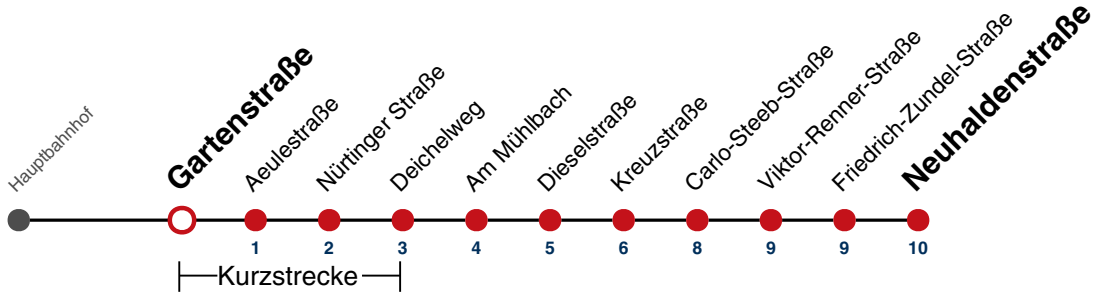 Hauptbahnhof
Gartenstraße
Aeulestraße
Nürtinger Straße
Deichelweg
Am Mühlbach
Dieselstraße
Kreuzstraße
Carlo-Steeb-Straße
Viktor-Renner-Straße
Friedrich-Zundel-Straße
Neuhaldenstraße
1 2 3 4 5 6 8 9 9 10
Kurzstrecke